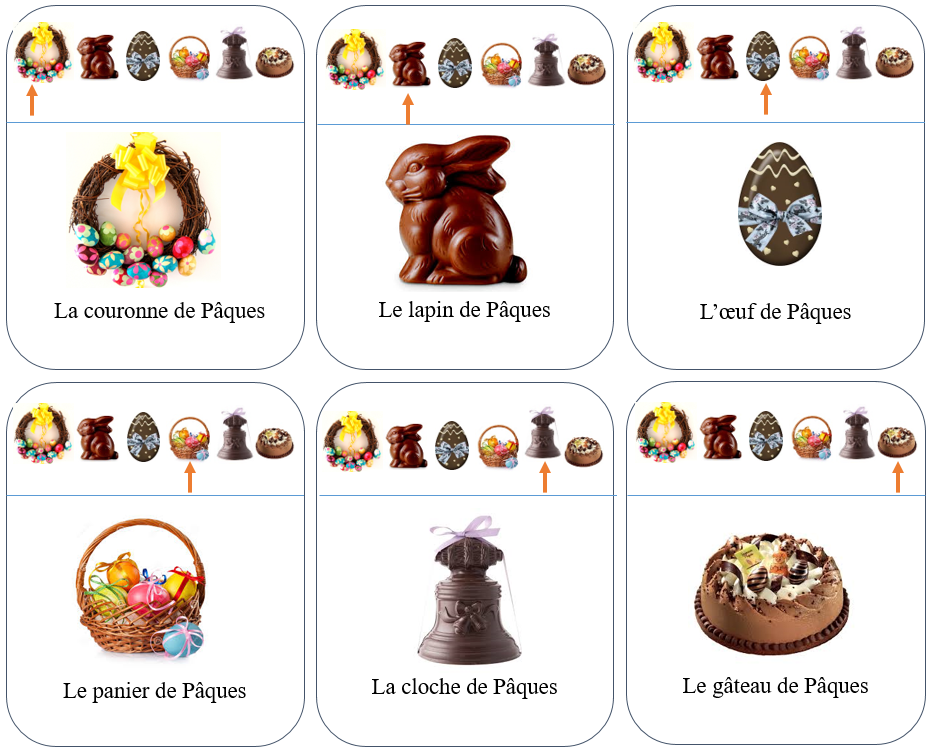 La couronne de Pâques
Le lapin de Pâques
L’œuf de Pâques
Le panier de Pâques
La cloche de Pâques
Le gâteau de Pâques